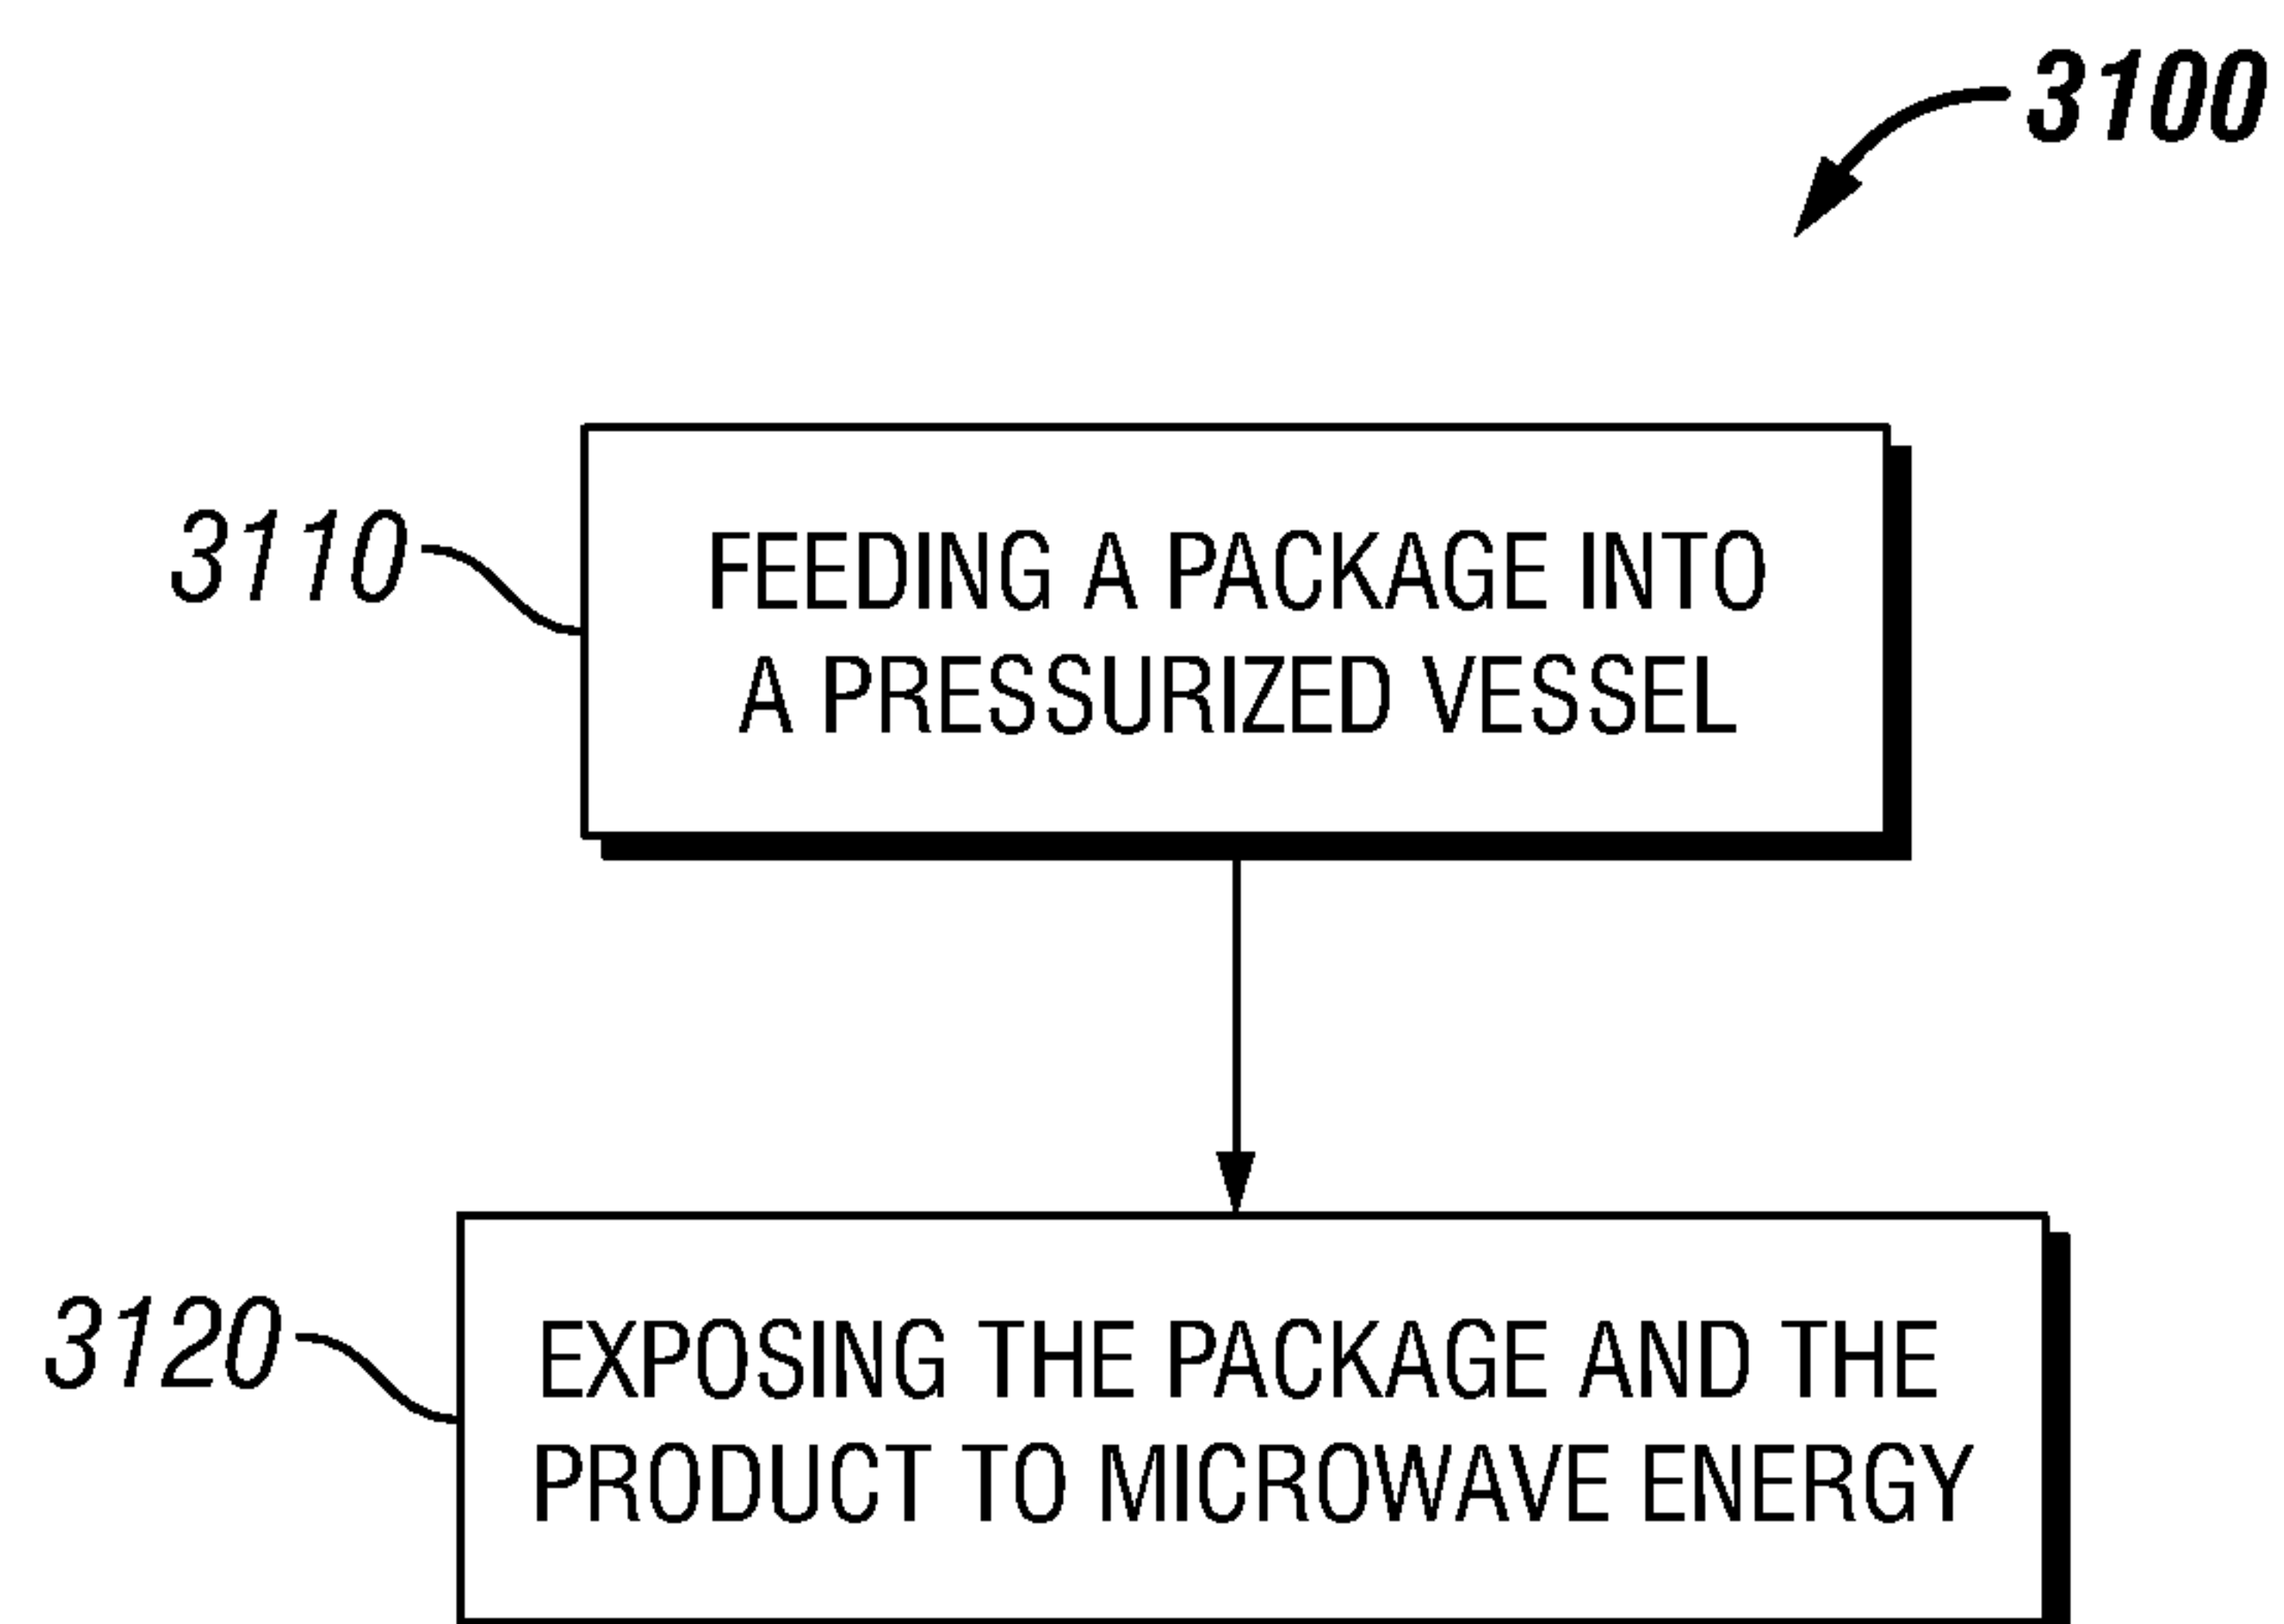 3100
3110
FEEDING A PACKAGE INTO
A PRESSURIZED VESSEL
3120
EXPOSING THE PACKAGE AND THE
PRODUCT TO MICROWAVE ENERGY